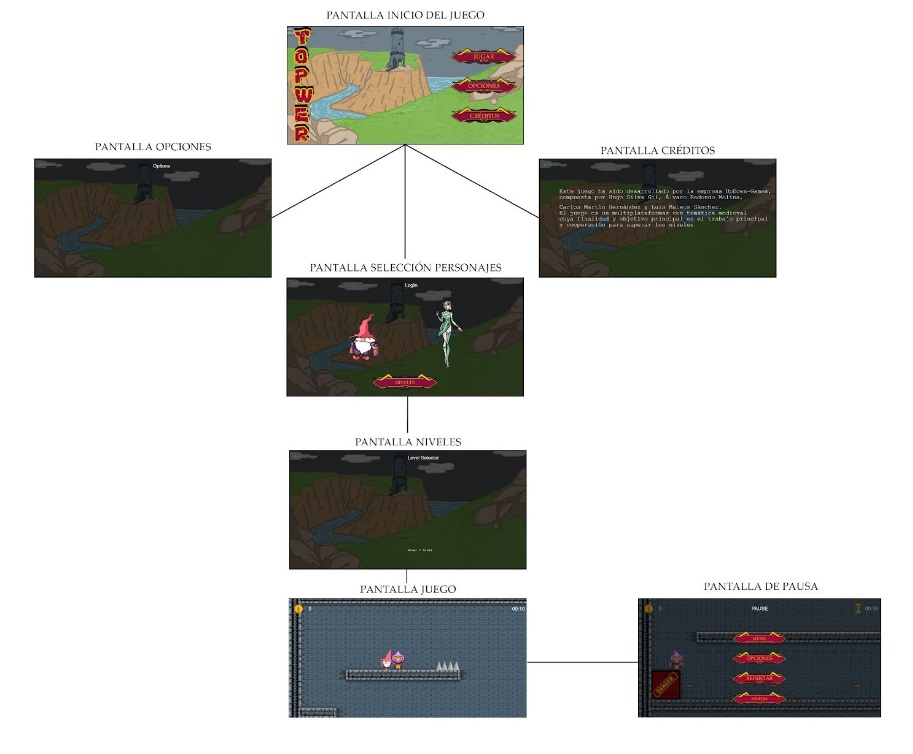 PANTALLA INICIO DEL JUEGO
TOPWER
JUGAR
OPCIONES
CRÉDITOS
PANTALLA OPCIONES
Options
PANTALLA CRÉDITOS
Este juego ha sido desarrollado por la empresa UpDown-Games,
compuesta por Hugo Silva Gil, Álvaro Redondo Molina,
Carlos Martín Hernández y Luis Mateos Sánchez.
El juego es un multiplataformas con temática medieval
cuya finalidad y objetivo principal es el trabajo principal
y cooperación para superar los niveles
PANTALLA SELECCIÓN PERSONAJES
Login
NIVELES
PANTALLA NIVELES
Level Selector
PANTALLA JUEGO
0
00:10
PANTALLA DE PAUSA
0
PAUSE
00:10
MENÚ
OPCIONES
REINICIAR
NIVELES
DANGER